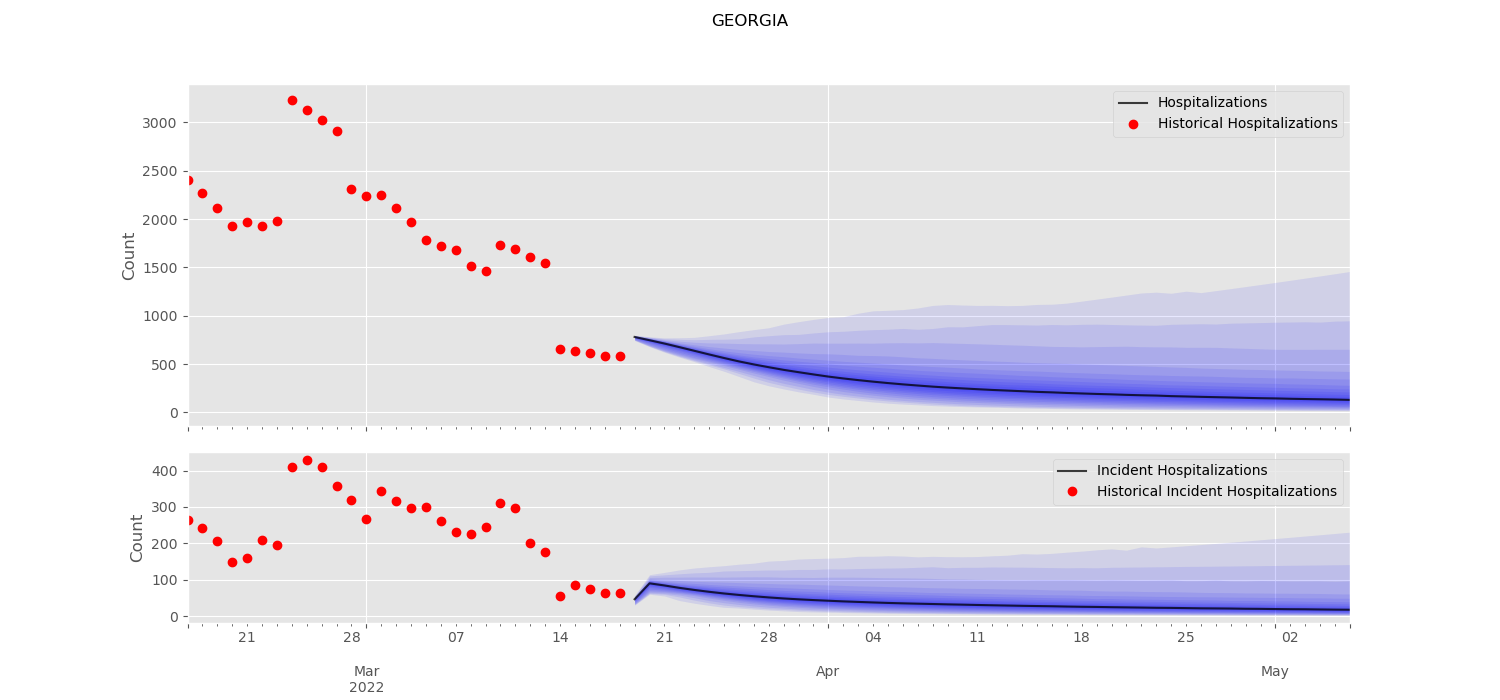 GEORGIA
Hospitalizations
Historical Hospitalizations
3000
2500
2000
1500
1000
500
0
Count
Incident Hospitalizations
Historical Incident Hospitalizations
400
300
200
100
0
Count
21 28 07 14 21 28 04 11 18 25 02
Mar Apr May
2022